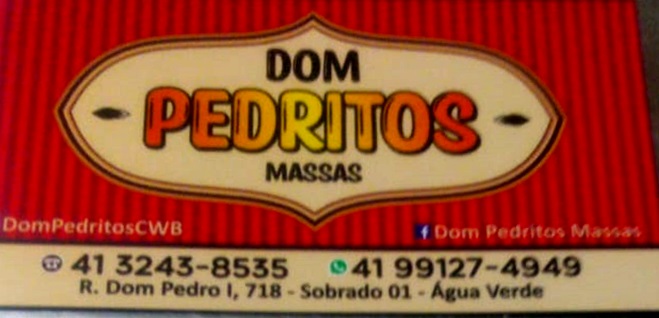 DOM
PEDRITOS
MASSAS
DomPedritosCWB
Dom Pedritos Massas
41 3243-8535 41 99127-4949
R. Dom Pedro I, 718 - Sobrado 01 - Água Verde